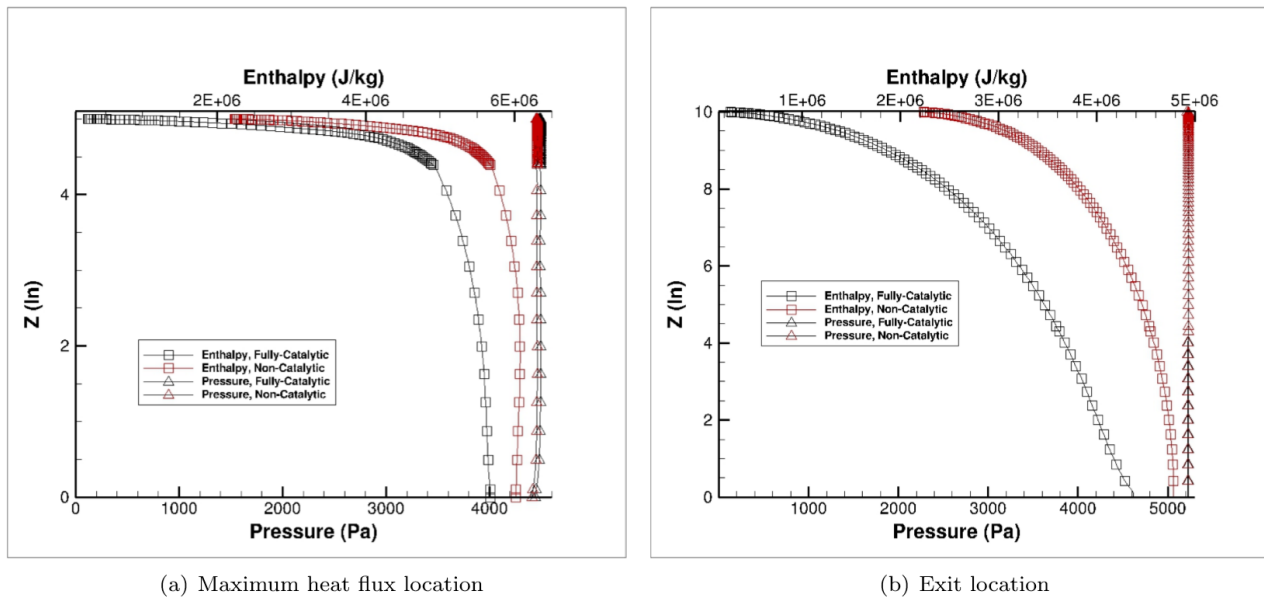 Enthalpy (J/kg)
2E+06 4E+06 6E+06
4
2
0
Z (In)
Enthalpy, Fully-Catalytic
Enthalpy, Non-Catalytic
Pressure, Fully-Catalytic
Pressure, Non-Catalytic
1000 2000 3000 4000
Pressure (Pa)
(a) Maximum heat flux location
Enthalpy (J/kg)
1E+06 2E+06 3E+06 4E+06 5E+06
10
8
6
4
2
0
Z (In)
Enthalpy, Fully-Catalytic
Enthalpy, Non-Catalytic
Pressure, Fully-Catalytic
Pressure, Non-Catalytic
1000 2000 3000 4000 5000
Pressure (Pa)
(b) Exit location